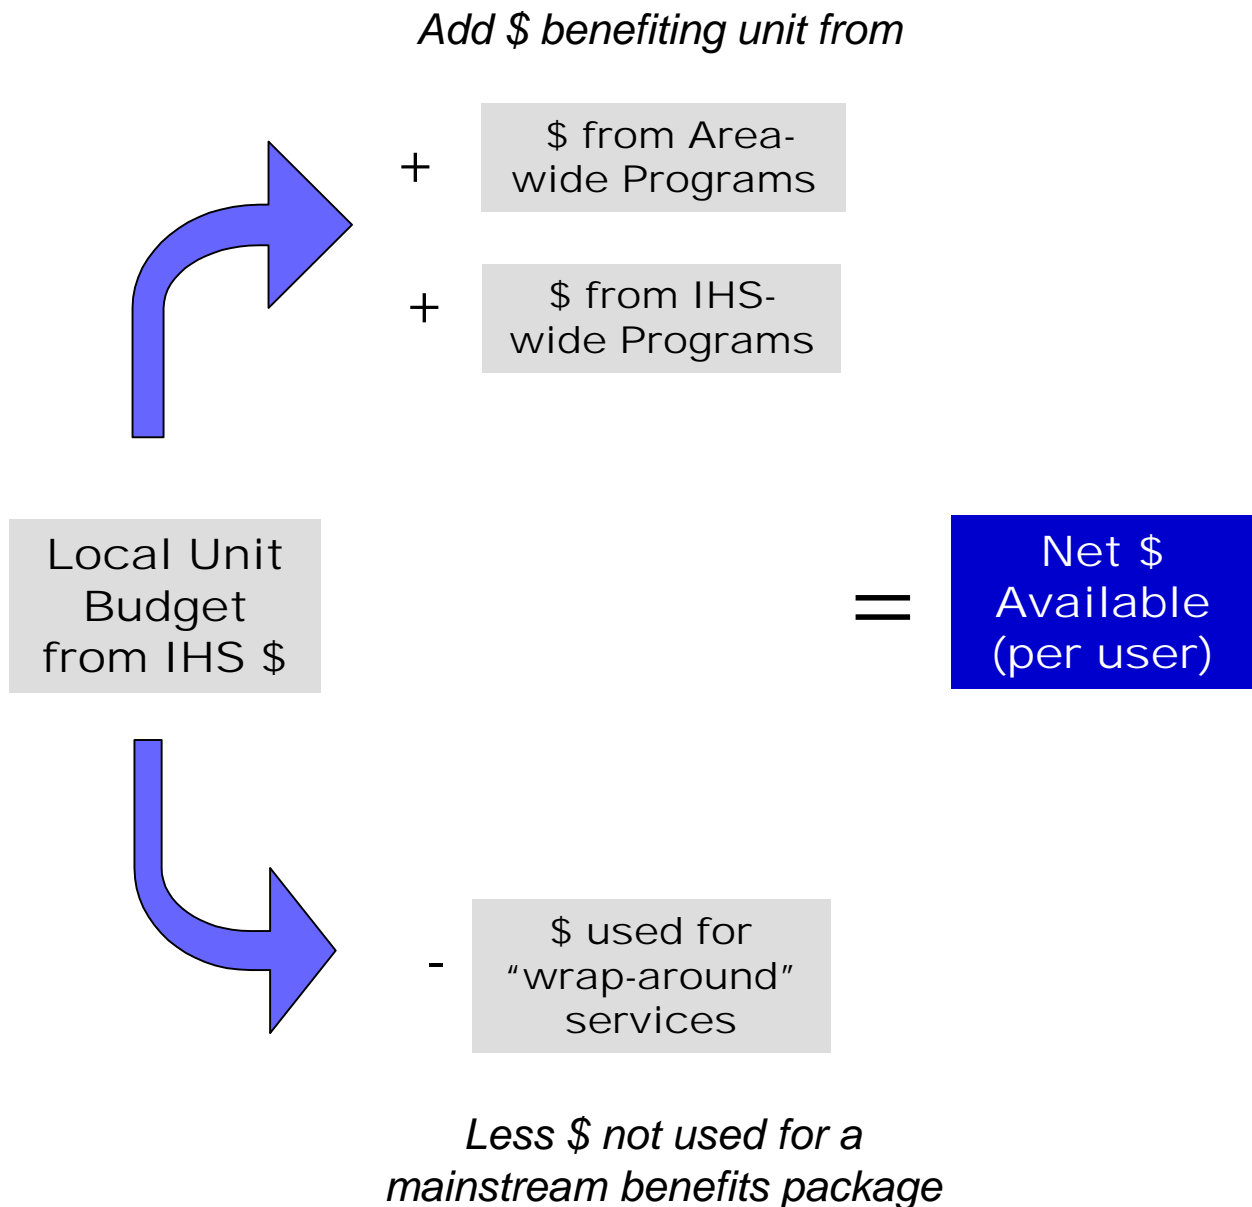 Add $ benefiting unit from
+
$ from Area-
wide Programs
+
$ from IHS-
wide Programs
Local Unit
Budget
from IHS $
=
Net $
Available
(per user)
-
$ used for
“wrap-around”
services
Less $ not used for a
mainstream benefits package